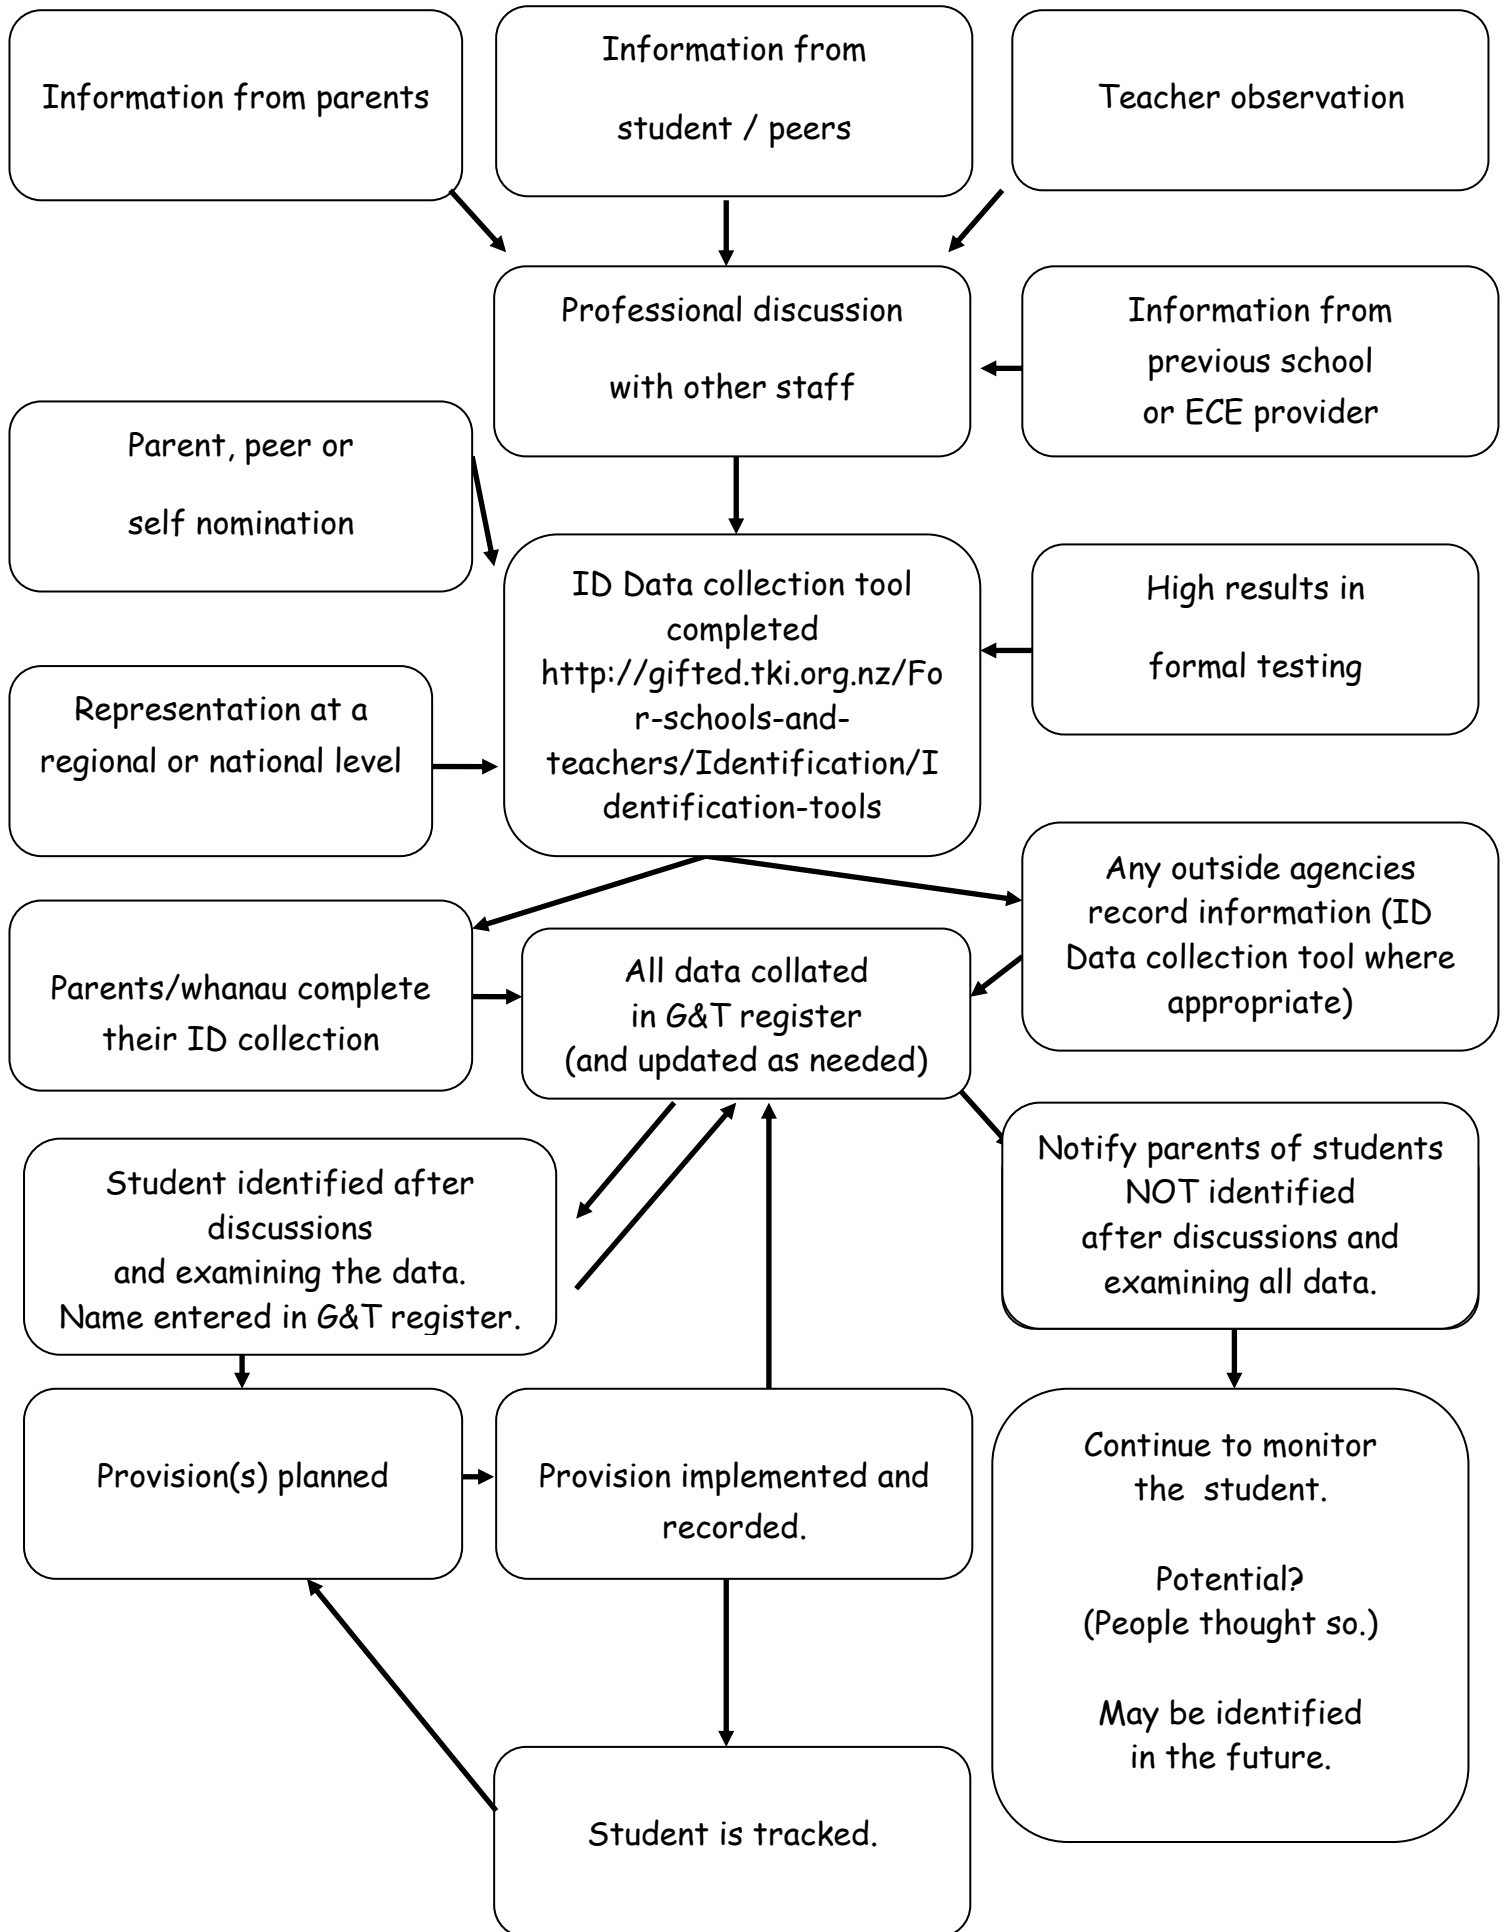 Information from parents
Information from
student / peers
Teacher observation
Professional discussion
with other staff
Information from
previous school
or ECE provider
Parent, peer or
self nomination
ID Data collection tool
completed
http://gifted.tki.org.nz/Fo
r-schools-and-
teachers/Identification/I
dentification-tools
High results in
formal testing
Representation at a
regional or national level
Any outside agencies
record information (ID
Data collection tool where
appropriate)
Parents/whanau complete
their ID collection
All data collated
in G&T register
(and updated as needed)
Student identified after
discussions
and examining the data.
Name entered in G&T register.
Notify parents of students
NOT identified
after discussions and
examining all data.
Provision(s) planned
Provision implemented and
recorded.
Continue to monitor
the  student.
Potential?
(People thought so.)
May be identified
in the future.
Student is tracked.